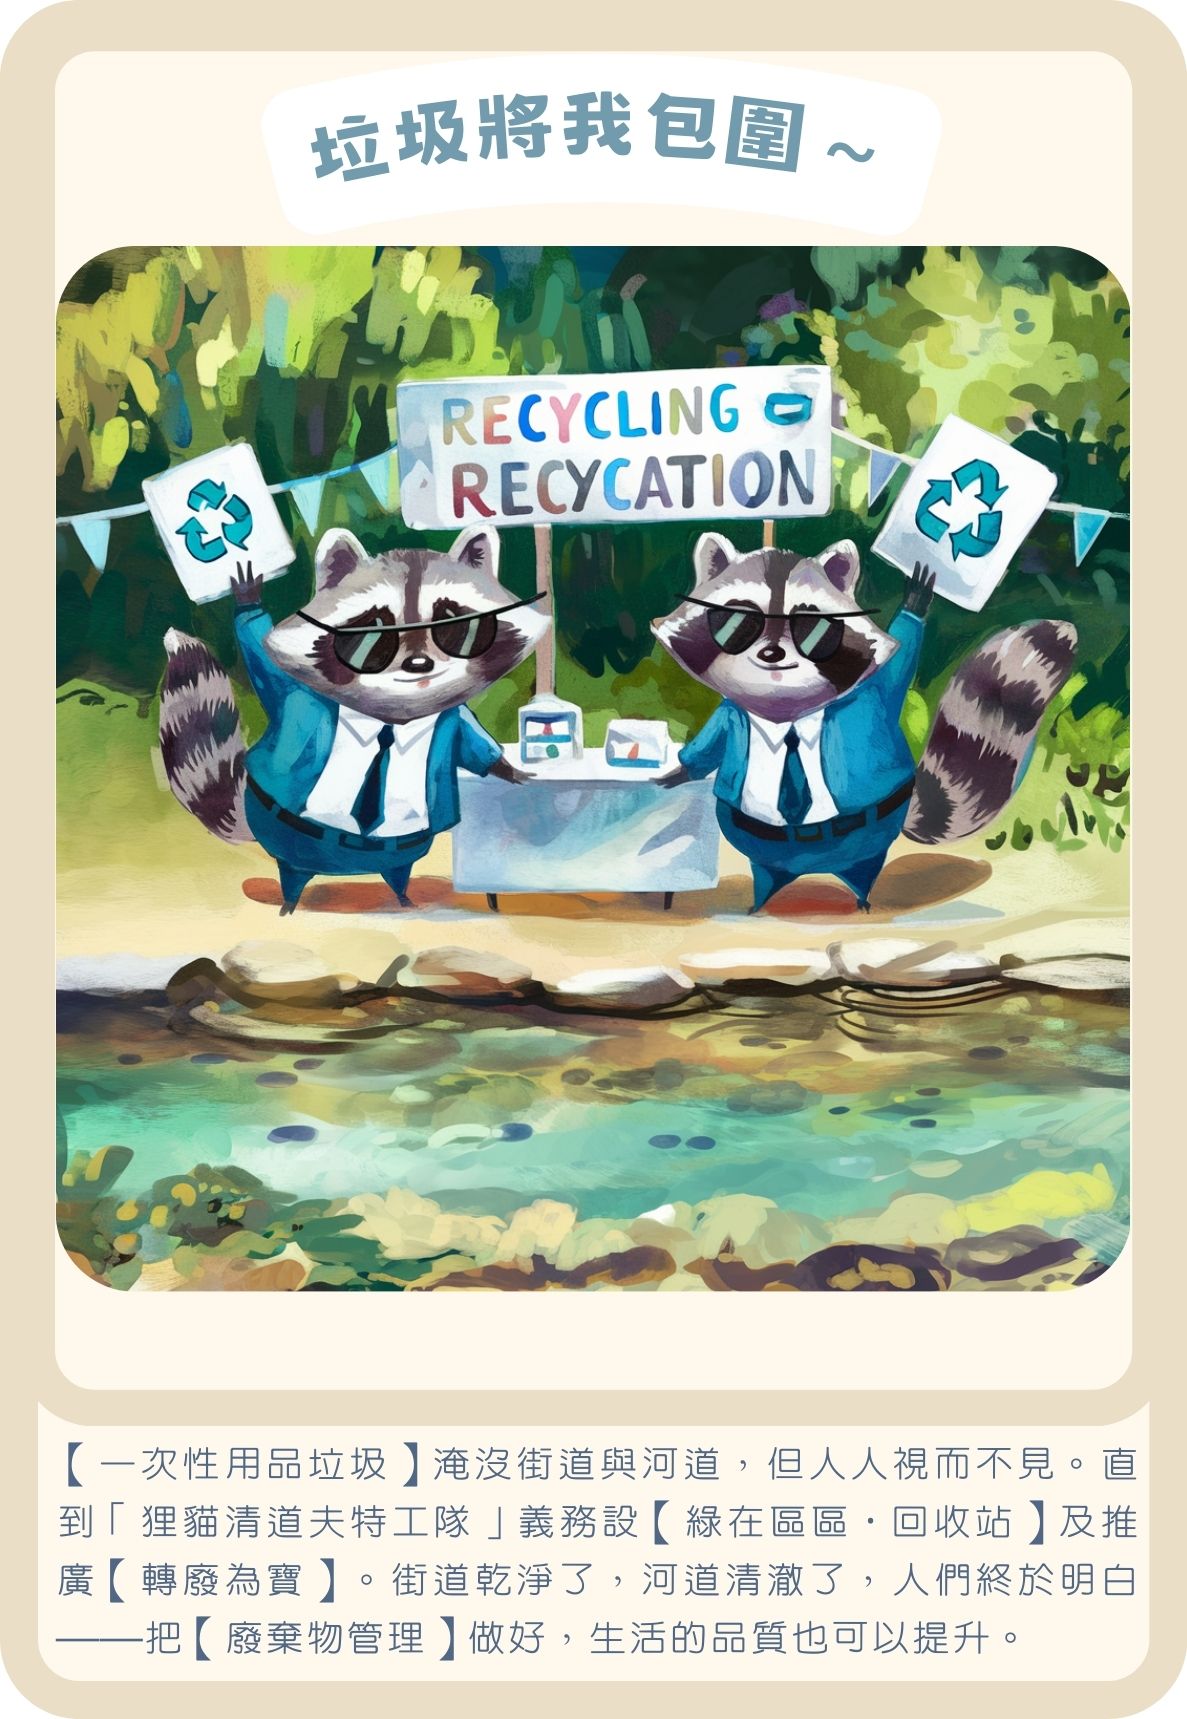 垃圾將我包圍~
RECYCLING
RECYCATION
【一次性用品垃圾】淹沒街道與河道，但人人視而不見。直
到「狸貓清道夫特工隊」義務設【綠在區區・回收站】及推
廣【轉廢為寶】。街道乾淨了，河道清澈了，人們終於明白
——把【廢棄物管理】做好，生活的品質也可以提升。